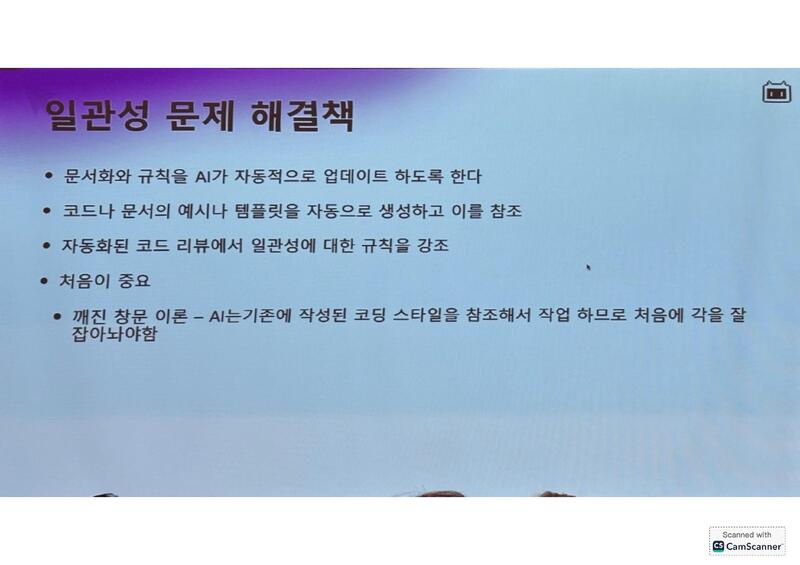 일관성 문제 해결책
• 문서화와 규칙을 AI가 자동적으로 업데이트 하도록 한다
• 코드나 문서의 예시나 템플릿을 자동으로 생성하고 이를 참조
• 자동화된 코드 리뷰에서 일관성에 대한 규칙을 강조
• 처음이 중요
• 깨진 창문 이론 – AI는기존에 작성된 코딩 스타일을 참조해서 작업 하므로 처음에 각을 잘
잡아놔야함
Scanned with
CS CamScanner